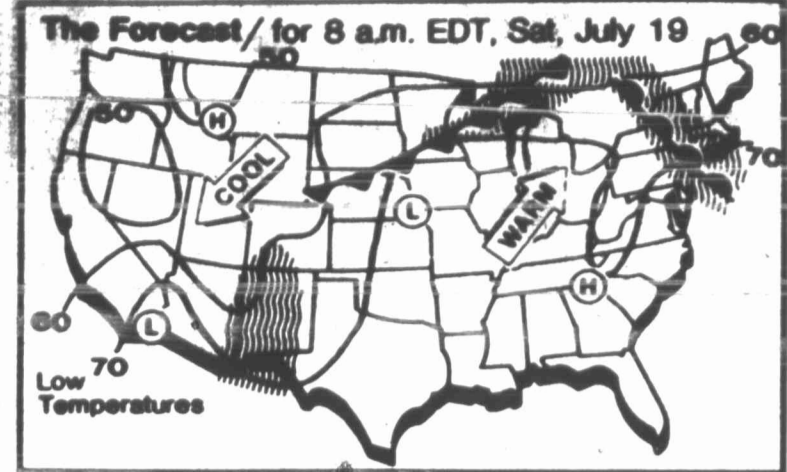 The Forecast/ for 8 a.m. EDT, Sat, July 19
50
60
60
H
COOL
70
L
WARM
H
60
L
70
Low
Temperatures